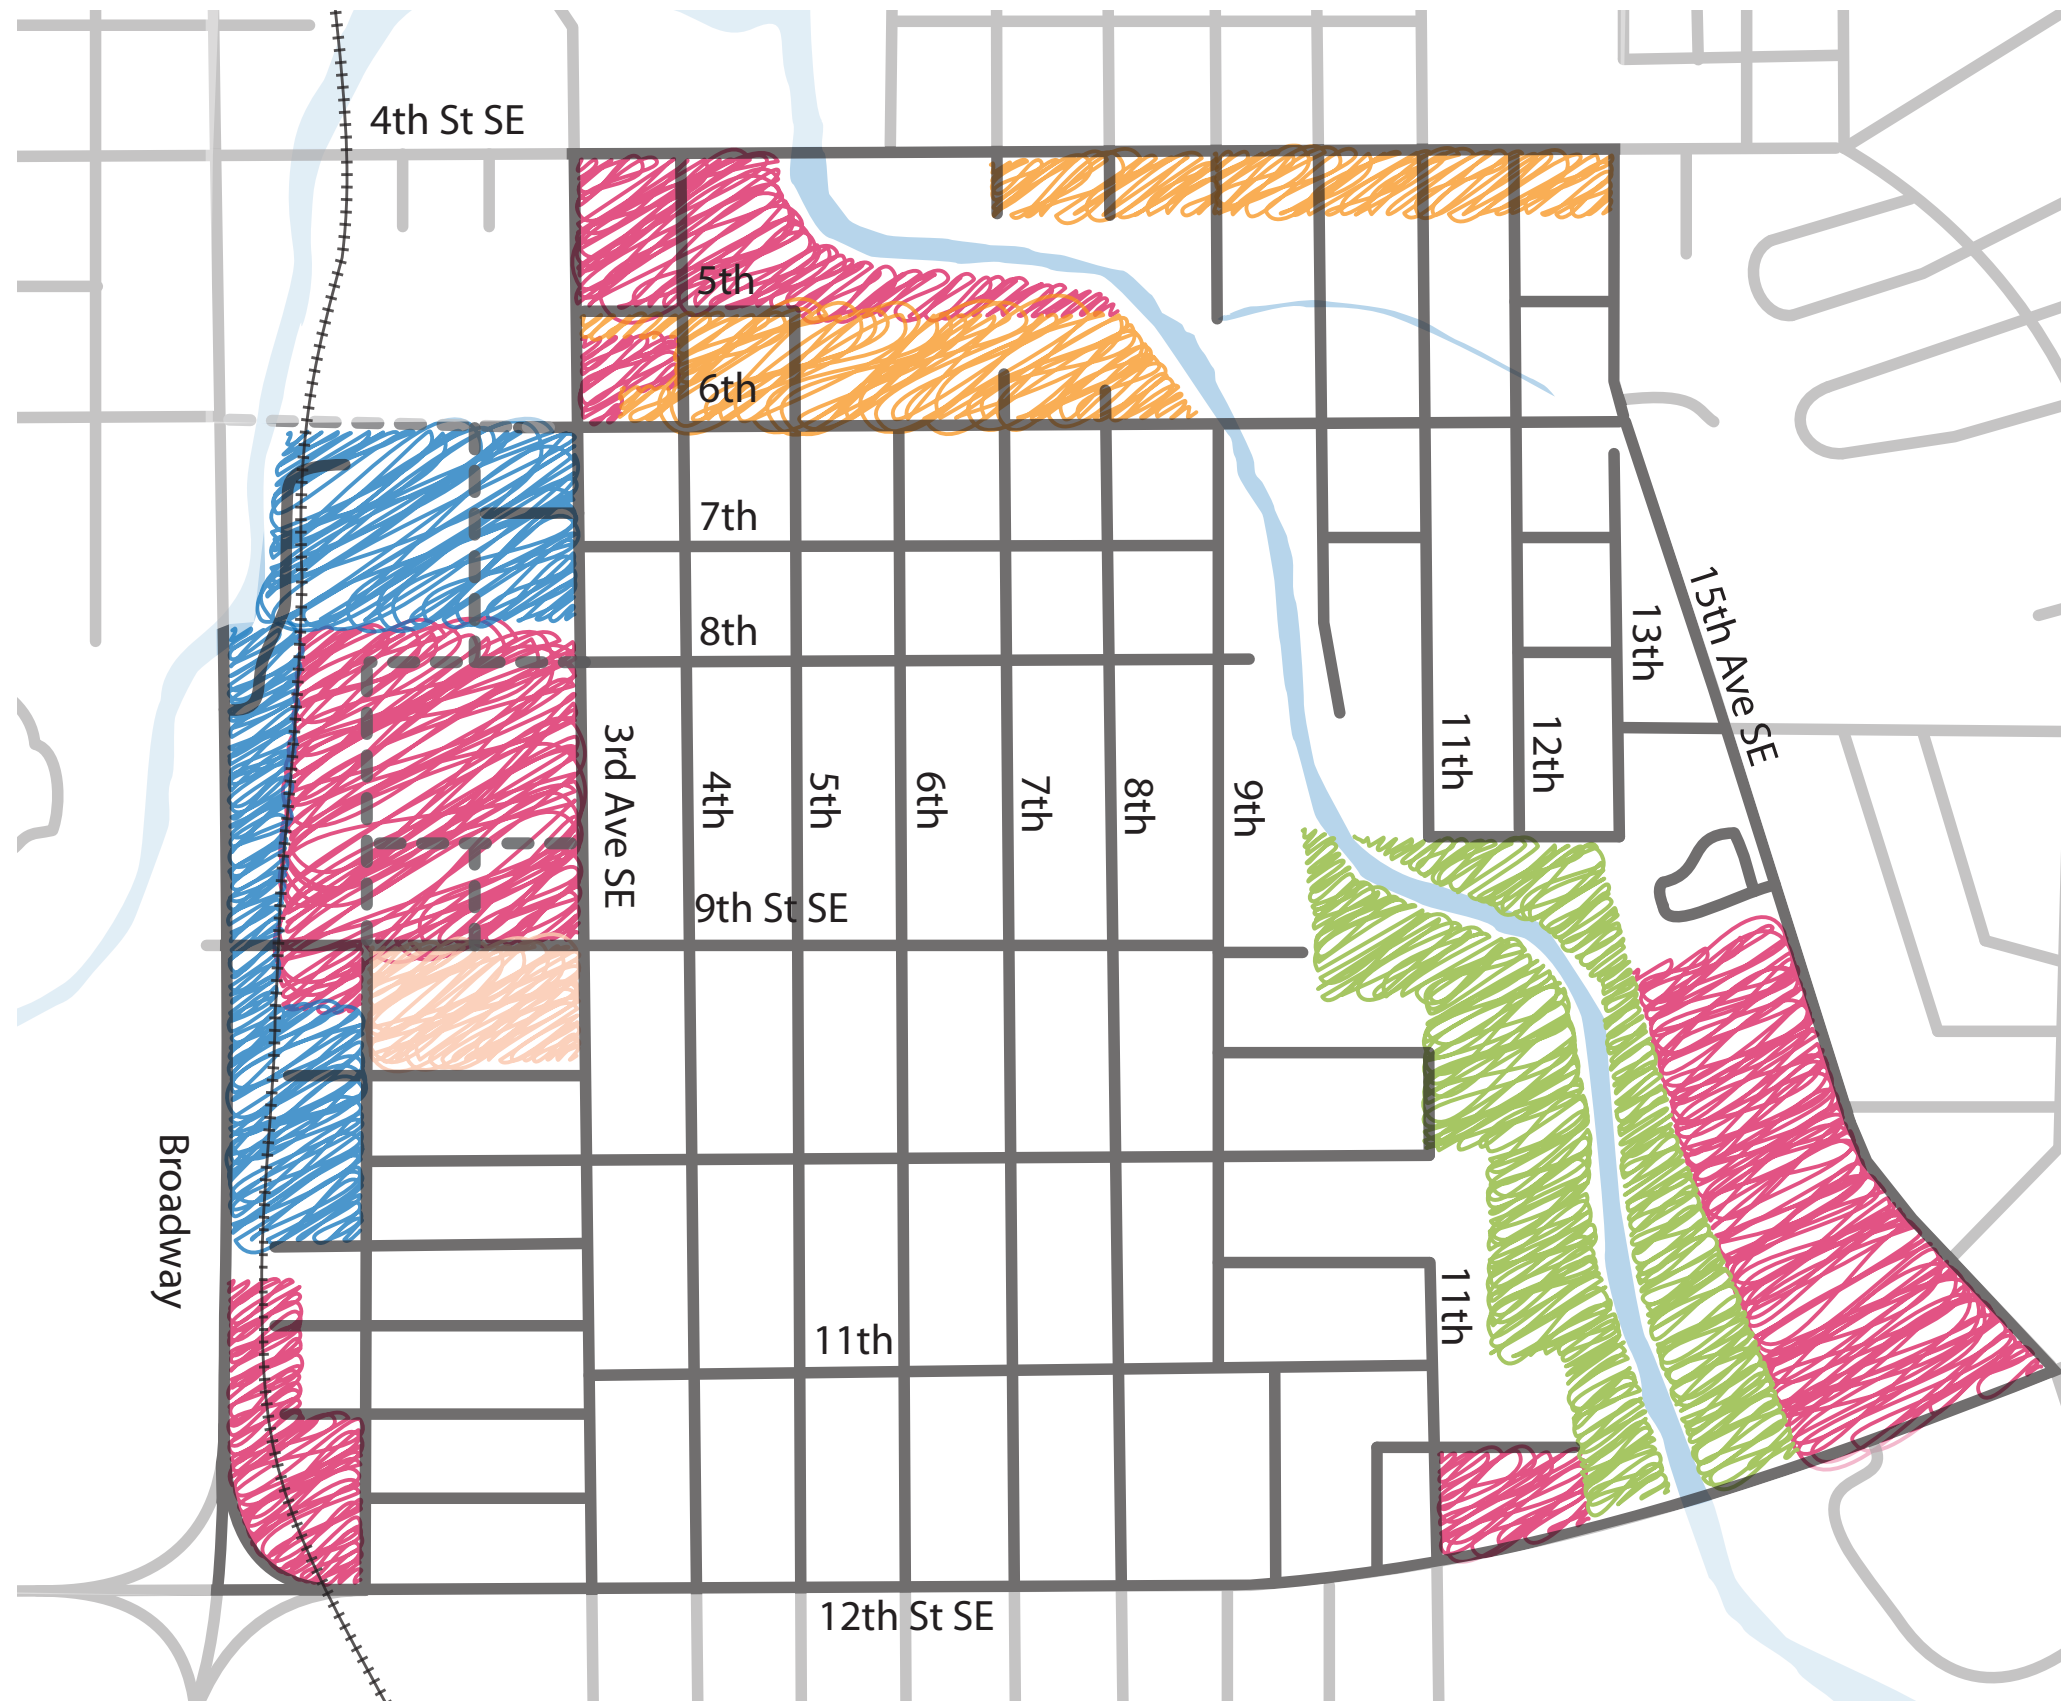 4th St SE
5th
6th
7th
8th
15th Ave SE
13th
3rd Ave SE
4th
5th
6th
7th
8th
9th
11th
12th
9th St SE
Broadway
11th
11th
12th St SE